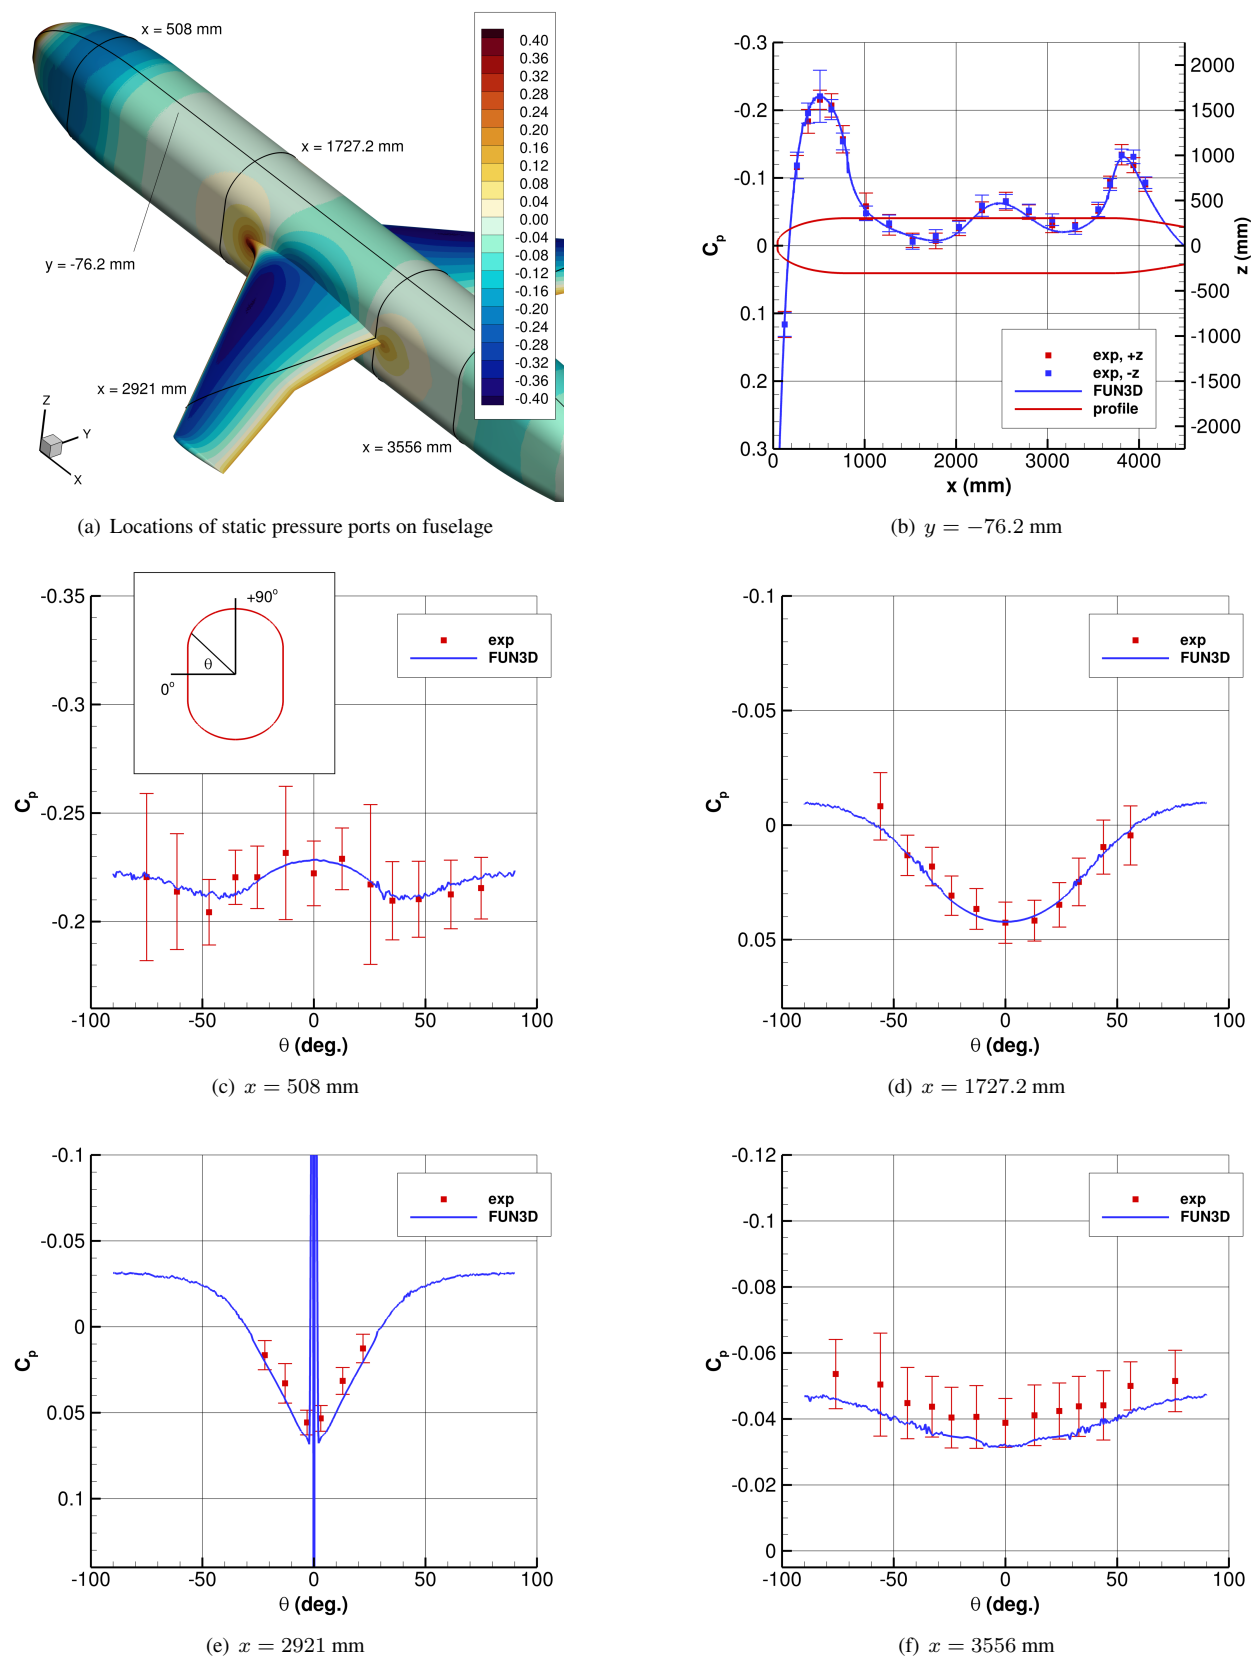 x = 508 mm
x = 1727.2 mm
y = -76.2 mm
x = 2921 mm
x = 3556 mm
Z
Y
X
0.40
0.36
0.32
0.28
0.24
0.20
0.16
0.12
0.08
0.04
0.00
-0.04
-0.08
-0.12
-0.16
-0.20
-0.24
-0.28
-0.32
-0.36
-0.40
(a) Locations of static pressure ports on fuselage
-0.3
-0.2
-0.1
0
0.1
0.2
0.3
Cp
2000
1500
1000
500
0
-500
-1000
-1500
-2000
z (mm)
exp, +z
exp, -z
FUN3D
profile
0 1000 2000 3000 4000
x (mm)
(b) y = −76.2 mm
-0.35
-0.3
-0.25
-0.2
Cp
+90°
θ
0°
exp
FUN3D
-100 -50 0 50 100
θ (deg.)
(c) x = 508 mm
-0.1
-0.05
0
0.05
Cp
exp
FUN3D
-100 -50 0 50 100
θ (deg.)
(d) x = 1727.2 mm
-0.1
-0.05
0
0.05
0.1
Cp
exp
FUN3D
-100 -50 0 50 100
θ (deg.)
(e) x = 2921 mm
-0.12
-0.1
-0.08
-0.06
-0.04
-0.02
0
Cp
exp
FUN3D
-100 -50 0 50 100
θ (deg.)
(f) x = 3556 mm